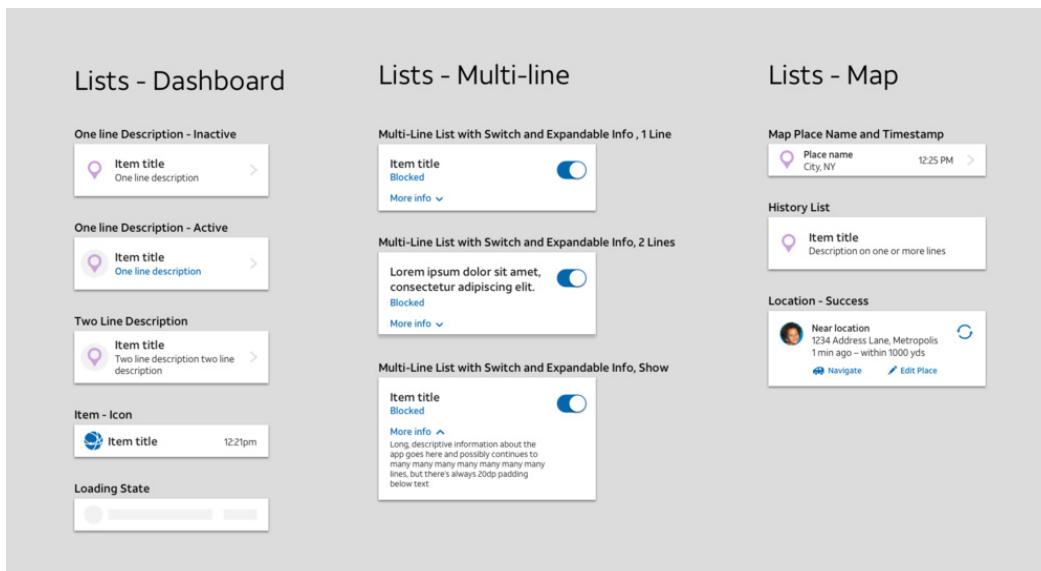 Lists - Dashboard
One line Description - Inactive
Item title
One line description
One line Description - Active
Item title
One line description
Two Line Description
Item title
Two line description two line
description
Item - Icon
Item title 12:21pm
Loading State
Lists - Multi-line
Multi-Line List with Switch and Expandable Info , 1 Line
Item title
Blocked
More info
Multi-Line List with Switch and Expandable Info, 2 Lines
Lorem ipsum dolor sit amet,
consectetur adipiscing elit.
Blocked
More info
Multi-Line List with Switch and Expandable Info, Show
Item title
Blocked
More info
Long, descriptive information about the
app goes here and possibly continues to
many many many many many many many
lines, but there's always 20dp padding
below text
Lists - Map
Map Place Name and Timestamp
Place name
City, NY
12:25 PM
History List
Item title
Description on one or more lines
Location - Success
Near location
1234 Address Lane, Metropolis
1 min ago – within 1000 yds
Navigate Edit Place